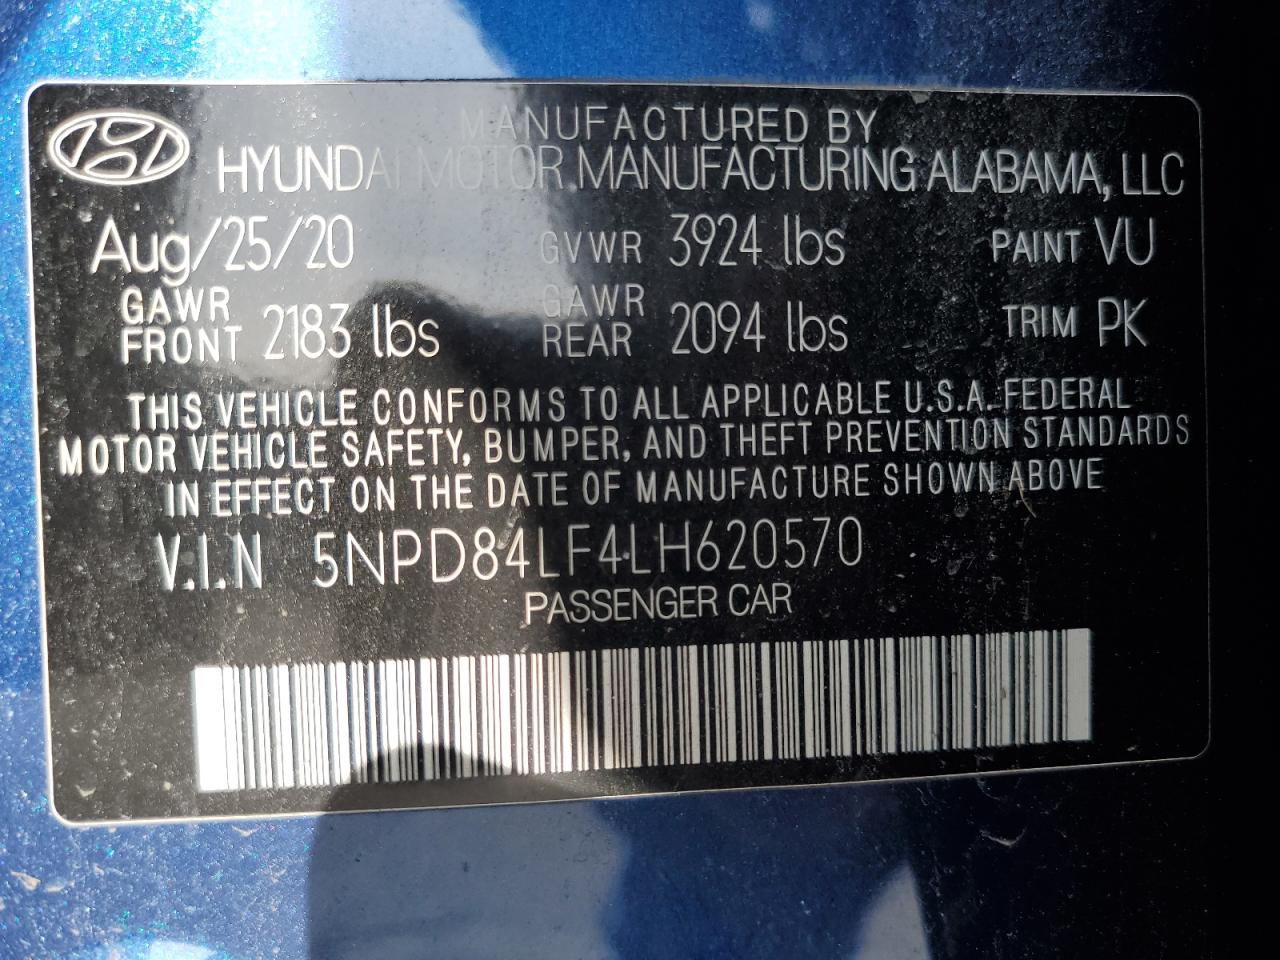 MANUFACTURED BY
HYUNDAI MOTOR MANUFACTURING ALABAMA, LLC
Aug/25/20 GVWR 3924 lbs PAINT VU
GAWR FRONT 2183 lbs GAWR REAR 2094 lbs TRIM PK
THIS VEHICLE CONFORMS TO ALL APPLICABLE U.S.A. FEDERAL
MOTOR VEHICLE SAFETY, BUMPER, AND THEFT PREVENTION STANDARDS
IN EFFECT ON THE DATE OF MANUFACTURE SHOWN ABOVE
V.I.N 5NPD84LF4LH620570
PASSENGER CAR